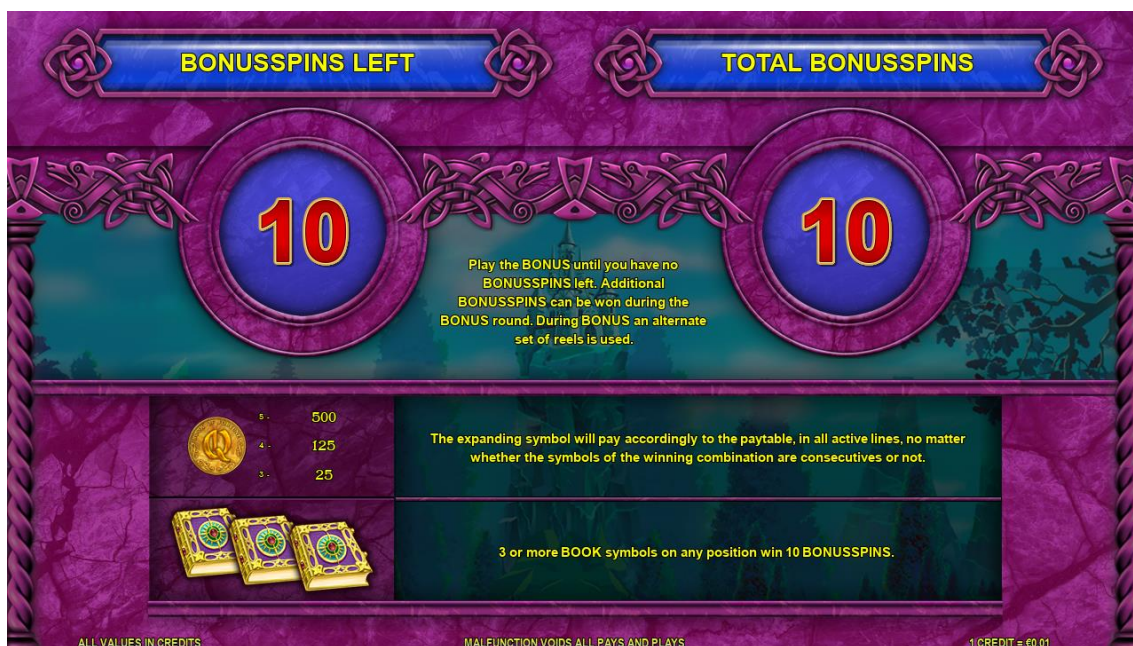 BONUSSPINS LEFT
TOTAL BONUSSPINS
10
10
Play the BONUS until you have no
BONUSSPINS left. Additional
BONUSSPINS can be won during the
BONUS round. During BONUS an alternate
set of reels is used.
Q
5 - 500
4 - 125
3 - 25
The expanding symbol will pay accordingly to the paytable, in all active lines, no matter
whether the symbols of the winning combination are consecutives or not.
3 or more BOOK symbols on any position win 10 BONUSSPINS.
ALL VALUES IN CREDITS
MALFUNCTION VOIDS ALL PAYS AND PLAYS
1 CREDIT = €0.01